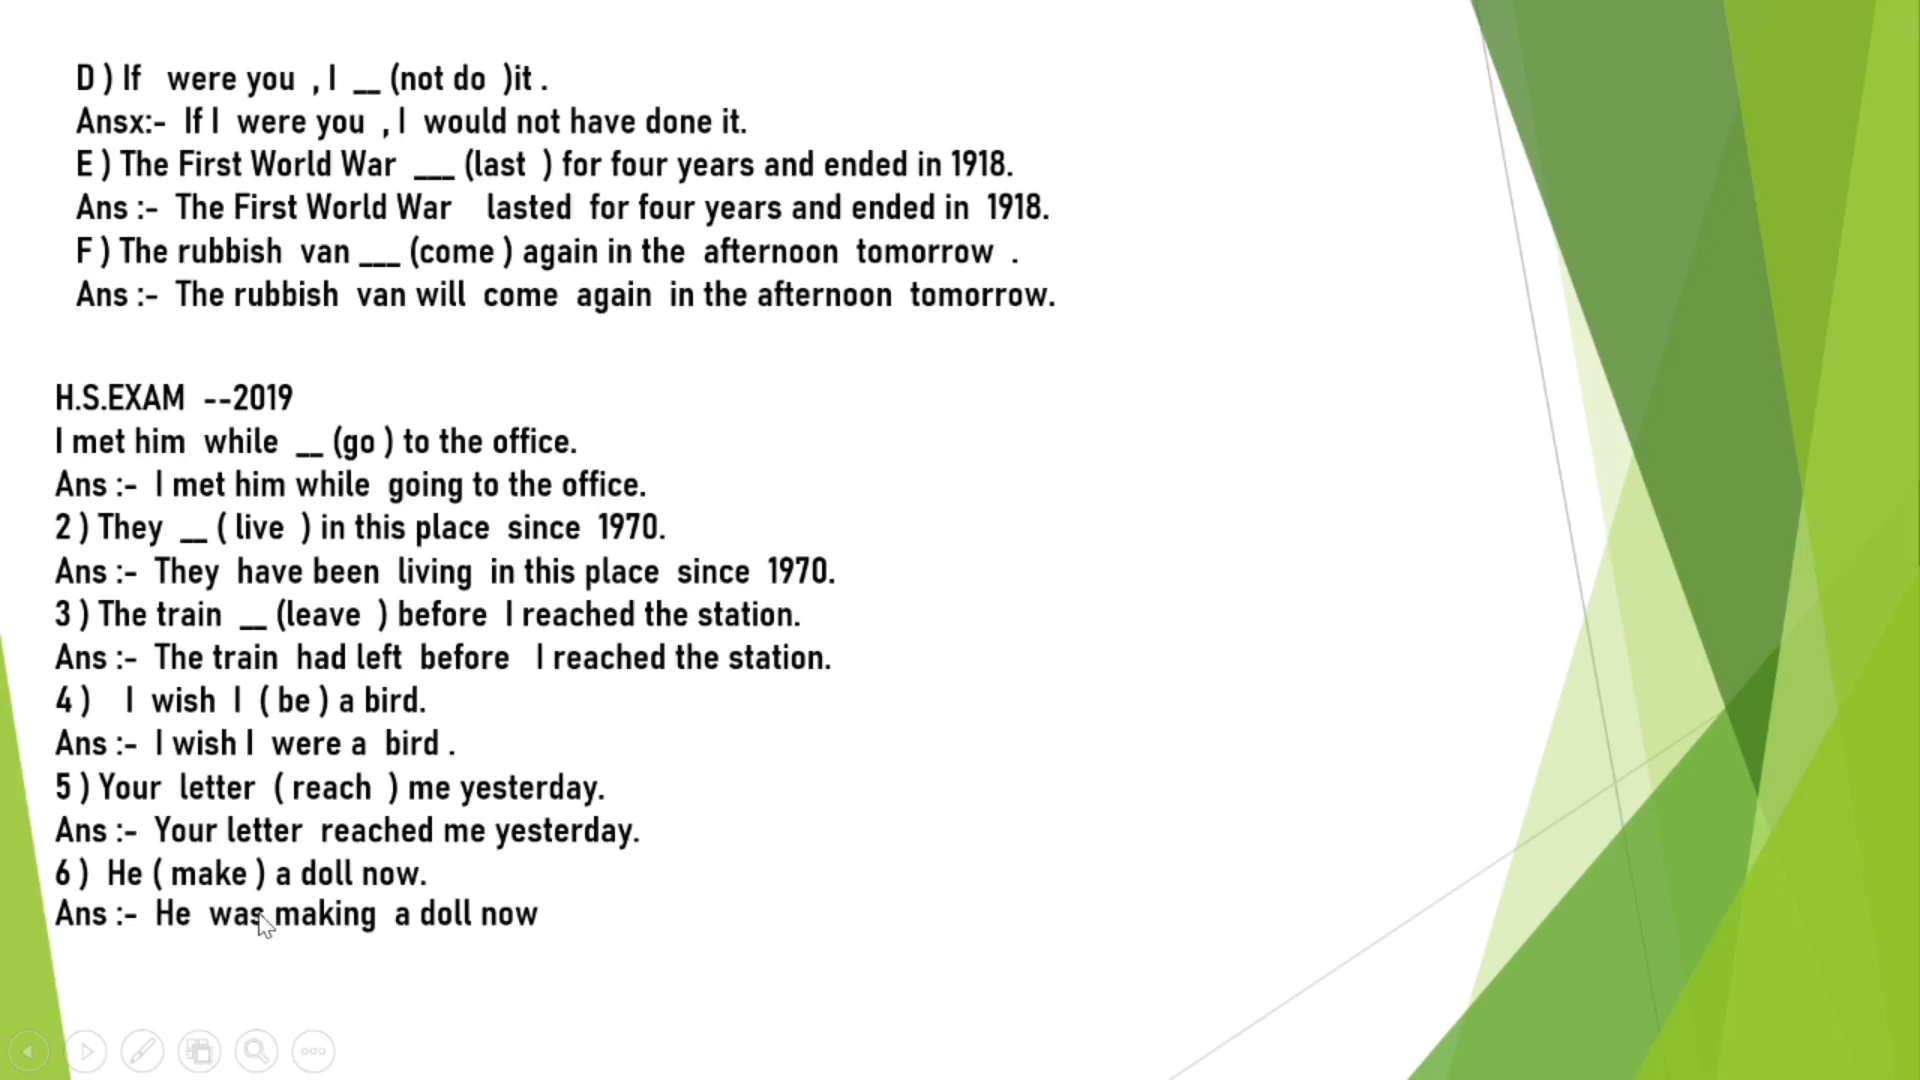 D ) If were you , I __ (not do )it .
Ansx:- If I were you , I would not have done it.
E ) The First World War ___ (last ) for four years and ended in 1918.
Ans :- The First World War lasted for four years and ended in 1918.
F ) The rubbish van ___ (come ) again in the afternoon tomorrow .
Ans :- The rubbish van will come again in the afternoon tomorrow.
H.S.EXAM --2019
I met him while __ (go ) to the office.
Ans :- I met him while going to the office.
2 ) They __ ( live ) in this place since 1970.
Ans :- They have been living in this place since 1970.
3 ) The train __ (leave ) before I reached the station.
Ans :- The train had left before I reached the station.
4 ) I wish I ( be ) a bird.
Ans :- I wish I were a bird .
5 ) Your letter ( reach ) me yesterday.
Ans :- Your letter reached me yesterday.
6 ) He ( make ) a doll now.
Ans :- He was making a doll now